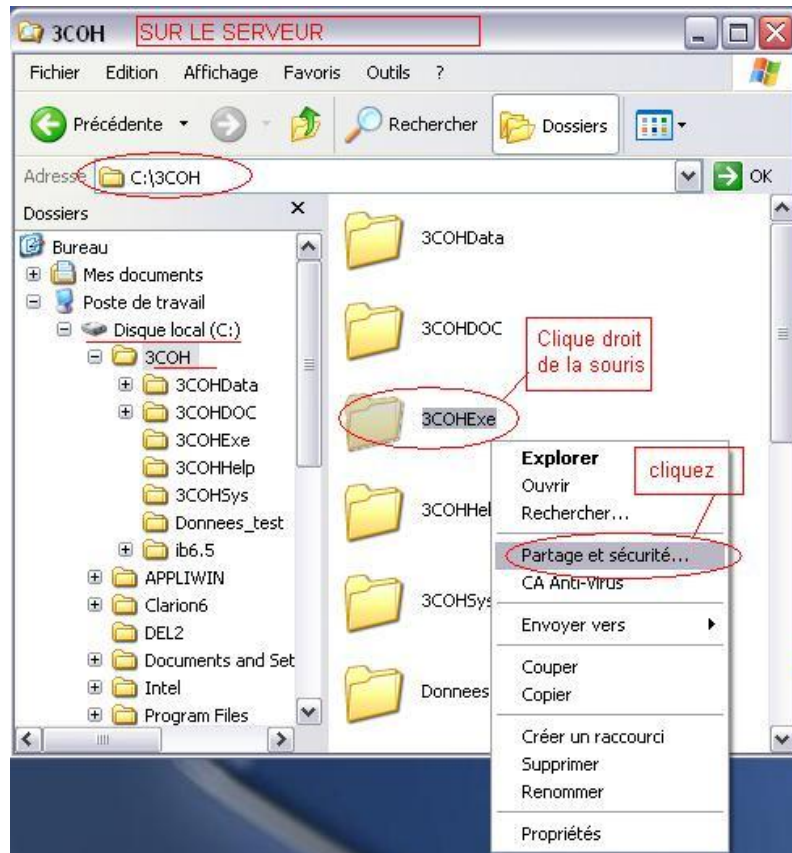 3COH SUR LE SERVEUR
Fichier Edition Affichage Favoris Outils ?
Précédente Rechercher Dossiers
Adresse C:\3COH OK
Dossiers
Bureau
Mes documents
Poste de travail
Disque local (C:)
3COH
3COHData
3COHDOC
3COHExe
3COHHelp
3COHSys
Donnees_test
ib6.5
APPLIWIN
Clarion6
DEL2
Documents and Set
Intel
Program Files
3COHData
3COHDOC
Clique droit
de la souris
3COHExe
3COHHel
3COHSys
Donnees
cliquez
Explorer
Ouvrir
Rechercher...
Partage et sécurité...
CA Anti-Virus
Envoyer vers
Couper
Copier
Créer un raccourci
Supprimer
Renommer
Propriétés